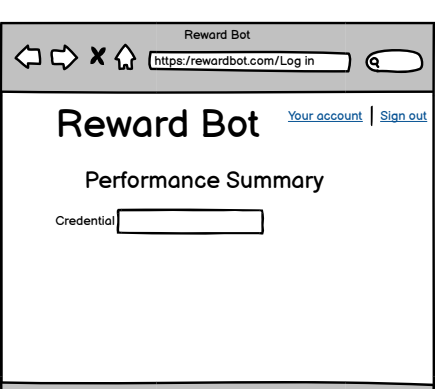 Reward Bot
https:/rewardbot.com/Log in
Reward Bot
Your account | Sign out
Performance Summary
Credential